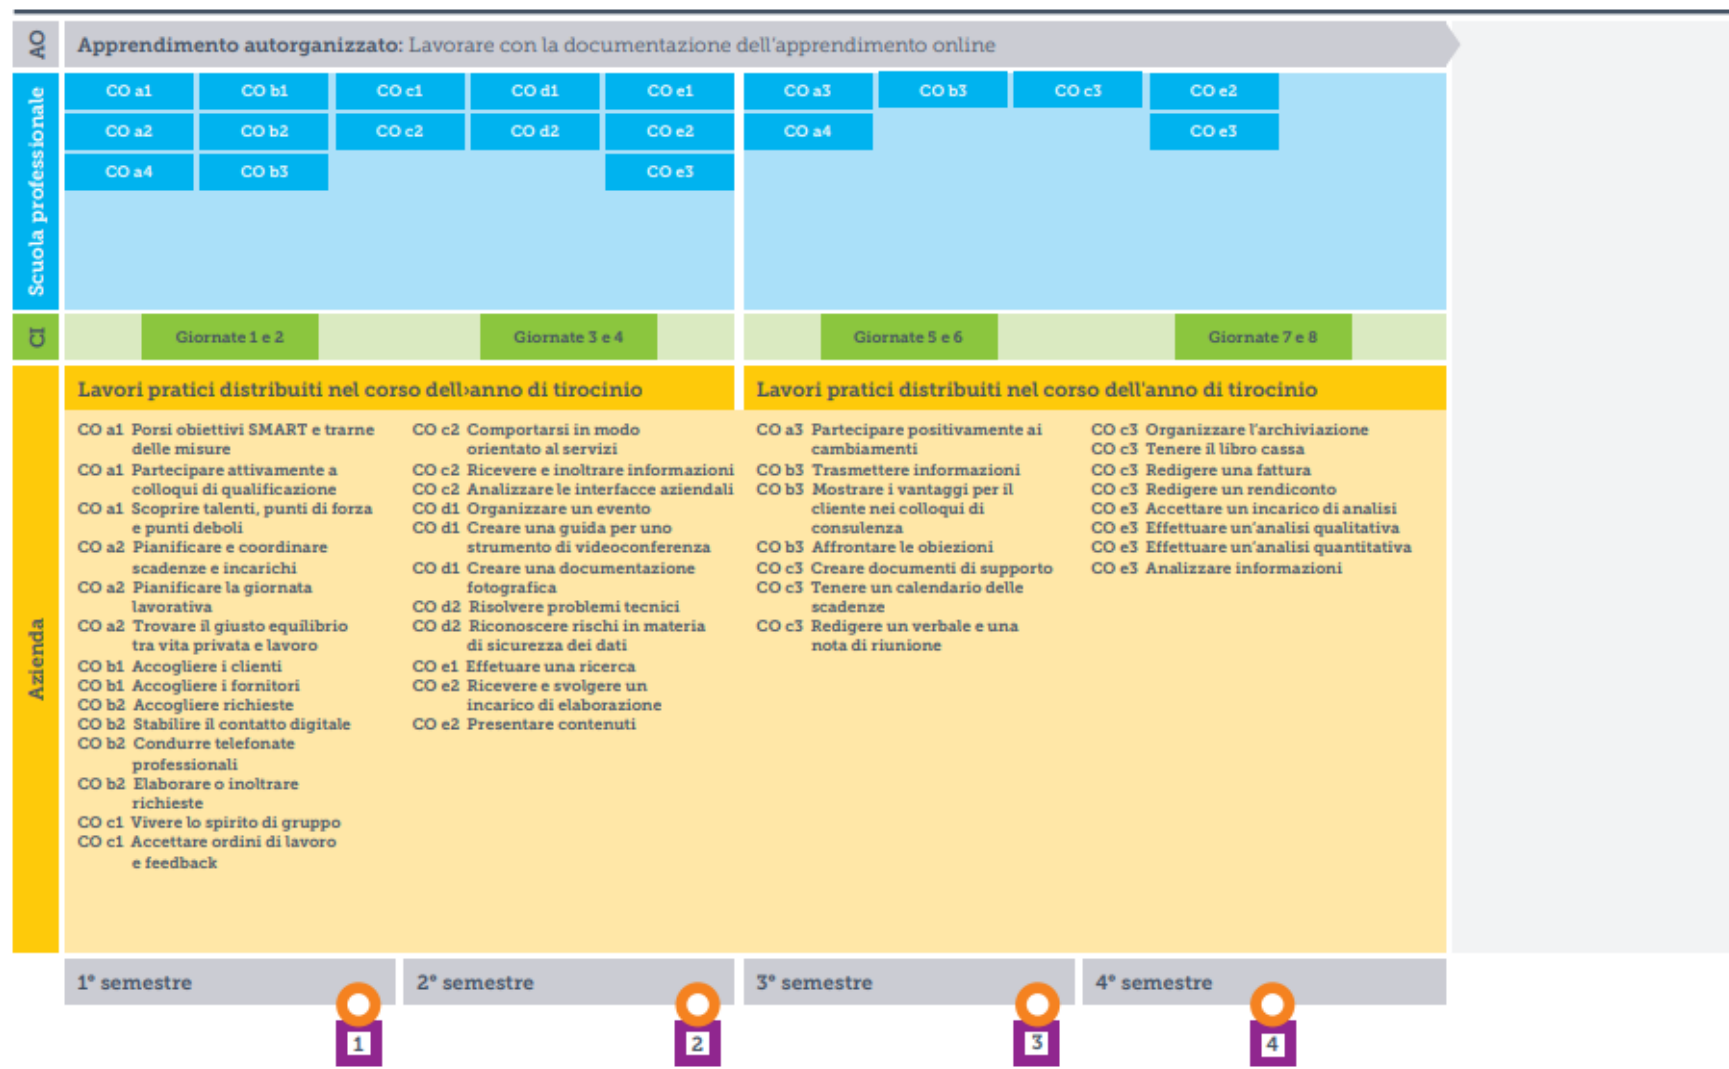 AO
Apprendimento autorganizzato: Lavorare con la documentazione dell'apprendimento online
Scuola professionale
CO a1 CO b1 CO c1 CO d1 CO e1 CO a3 CO b3 CO c3 CO e2
CO a2 CO b2 CO c2 CO d2 CO e2 CO a4 CO e3
CO a4 CO b3 CO e3
CI
Giornate 1 e 2 Giornate 3 e 4 Giornate 5 e 6 Giornate 7 e 8
Azienda
Lavori pratici distribuiti nel corso dell›anno di tirocinio
CO a1 Porsi obiettivi SMART e trarne
delle misure
CO a1 Partecipare attivamente a
colloqui di qualificazione
CO a1 Scoprire talenti, punti di forza
e punti deboli
CO a2 Pianificare e coordinare
scadenze e incarichi
CO a2 Pianificare la giornata
lavorativa
CO a2 Trovare il giusto equilibrio
tra vita privata e lavoro
CO b1 Accogliere i clienti
CO b1 Accogliere i fornitori
CO b2 Accogliere richieste
CO b2 Stabilire il contatto digitale
CO b2 Condurre telefonate
professionali
CO b2 Elaborare o inoltrare
richieste
CO c1 Vivere lo spirito di gruppo
CO c1 Accettare ordini di lavoro
e feedback
CO c2 Comportarsi in modo
orientato al servizi
CO c2 Ricevere e inoltrare informazioni
CO c2 Analizzare le interfacce aziendali
CO d1 Organizzare un evento
CO d1 Creare una guida per uno
strumento di videoconferenza
CO d1 Creare una documentazione
fotografica
CO d2 Risolvere problemi tecnici
CO d2 Riconoscere rischi in materia
di sicurezza dei dati
CO e1 Effetuare una ricerca
CO e2 Ricevere e svolgere un
incarico di elaborazione
CO e2 Presentare contenuti
Lavori pratici distribuiti nel corso dell'anno di tirocinio
CO a3 Partecipare positivamente ai
cambiamenti
CO b3 Trasmettere informazioni
CO b3 Mostrare i vantaggi per il
cliente nei colloqui di
consulenza
CO b3 Affrontare le obiezioni
CO c3 Creare documenti di supporto
CO c3 Tenere un calendario delle
scadenze
CO c3 Redigere un verbale e una
nota di riunione
CO c3 Organizzare l'archiviazione
CO c3 Tenere il libro cassa
CO c3 Redigere una fattura
CO c3 Redigere un rendiconto
CO e3 Accettare un incarico di analisi
CO e3 Effettuare un'analisi qualitativa
CO e3 Effettuare un'analisi quantitativa
CO e3 Analizzare informazioni
1° semestre 2° semestre 3° semestre 4° semestre
1 2 3 4